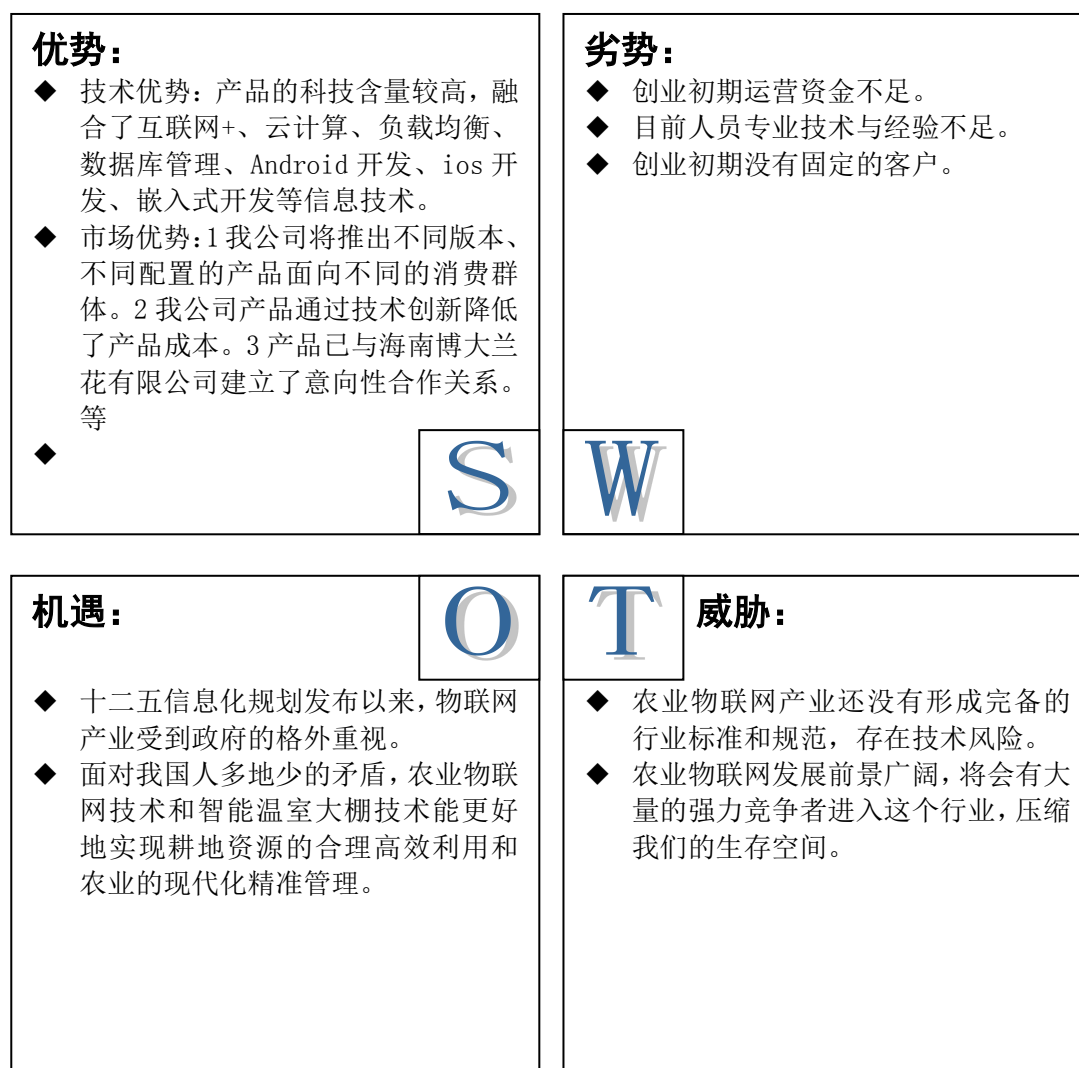 优势：
◆ 技术优势：产品的科技含量较高，融
合了互联网+、云计算、负载均衡、
数据库管理、Android 开发、ios 开
发、嵌入式开发等信息技术。
◆ 市场优势：1 我公司将推出不同版本、
不同配置的产品面向不同的消费群
体。2 我公司产品通过技术创新降低
了产品成本。3 产品已与海南博大兰
花有限公司建立了意向性合作关系。
等
◆
S
劣势：
◆ 创业初期运营资金不足。
◆ 目前人员专业技术与经验不足。
◆ 创业初期没有固定的客户。
W
机遇：
O
◆ 十二五信息化规划发布以来，物联网
产业受到政府的格外重视。
◆ 面对我国人多地少的矛盾，农业物联
网技术和智能温室大棚技术能更好
地实现耕地资源的合理高效利用和
农业的现代化精准管理。
T
威胁：
◆ 农业物联网产业还没有形成完备的
行业标准和规范，存在技术风险。
◆ 农业物联网发展前景广阔，将会有大
量的强力竞争者进入这个行业，压缩
我们的生存空间。